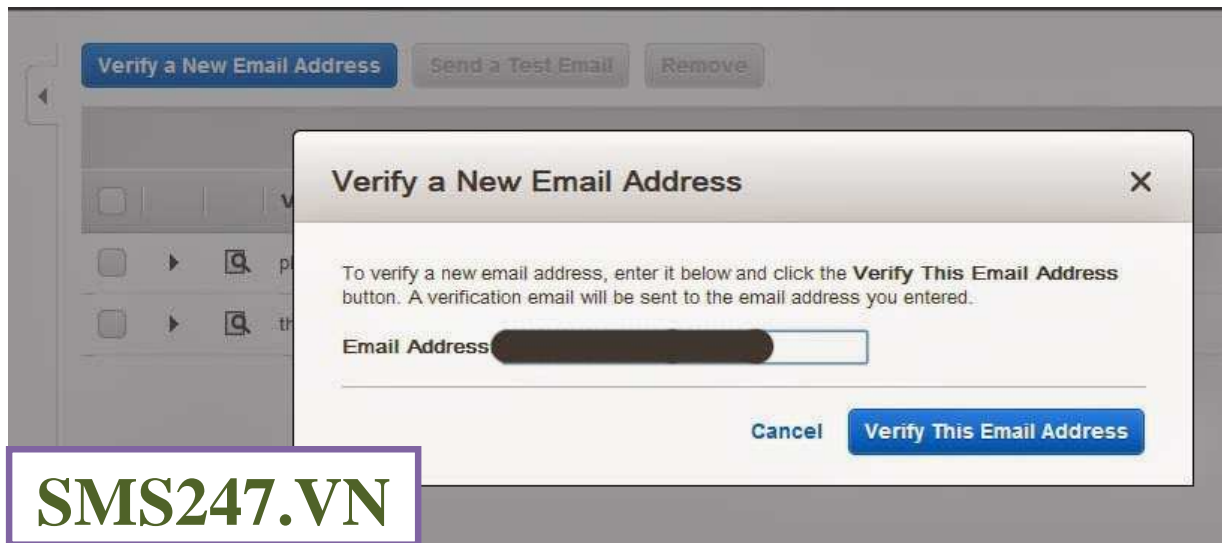 Verify a New Email Address Send a Test Email Remove
Verify a New Email Address
To verify a new email address, enter it below and click the Verify This Email Address
button. A verification email will be sent to the email address you entered.
Email Address
Cancel Verify This Email Address
SMS247.VN